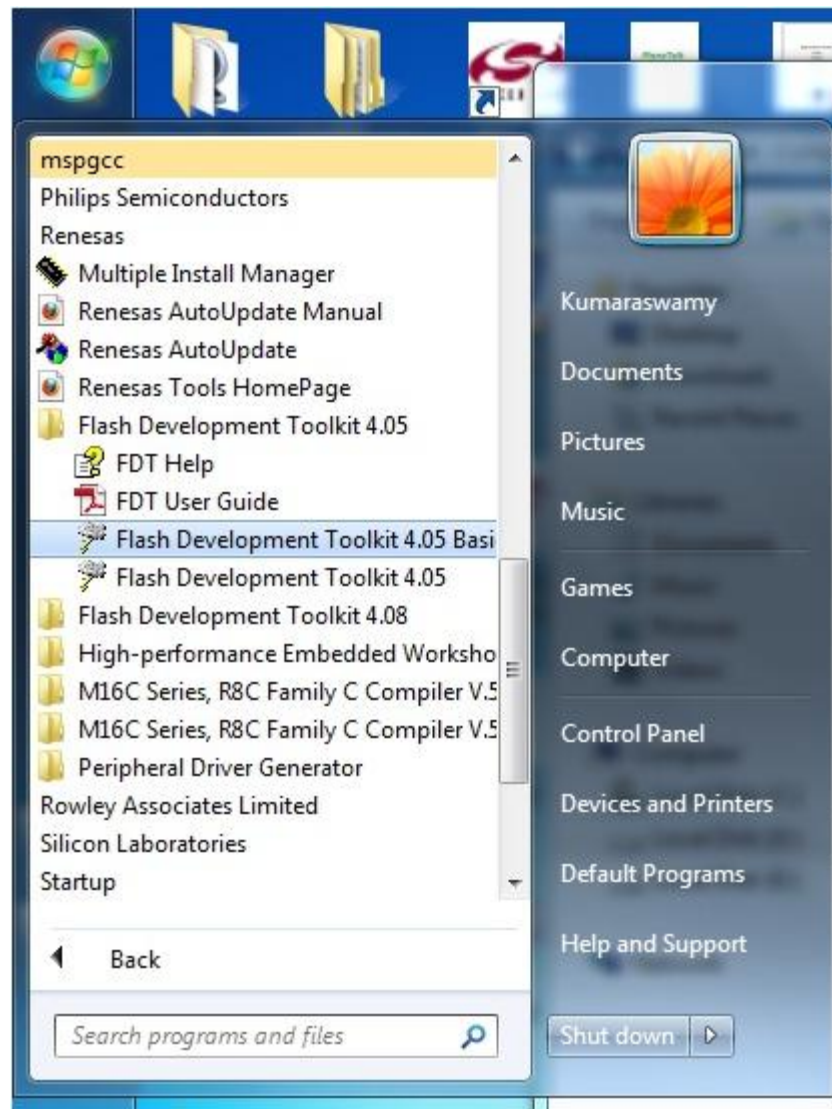 mspgcc
Philips Semiconductors
Renesas
Multiple Install Manager
Renesas AutoUpdate Manual
Renesas AutoUpdate
Renesas Tools HomePage
Flash Development Toolkit 4.05
FDT Help
FDT User Guide
Flash Development Toolkit 4.05 Basi
Flash Development Toolkit 4.05
Flash Development Toolkit 4.08
High-performance Embedded Worksho
M16C Series, R8C Family C Compiler V.5
M16C Series, R8C Family C Compiler V.5
Peripheral Driver Generator
Rowley Associates Limited
Silicon Laboratories
Startup
Back
Search programs and files
Kumaraswamy
Documents
Pictures
Music
Games
Computer
Control Panel
Devices and Printers
Default Programs
Help and Support
Shut down